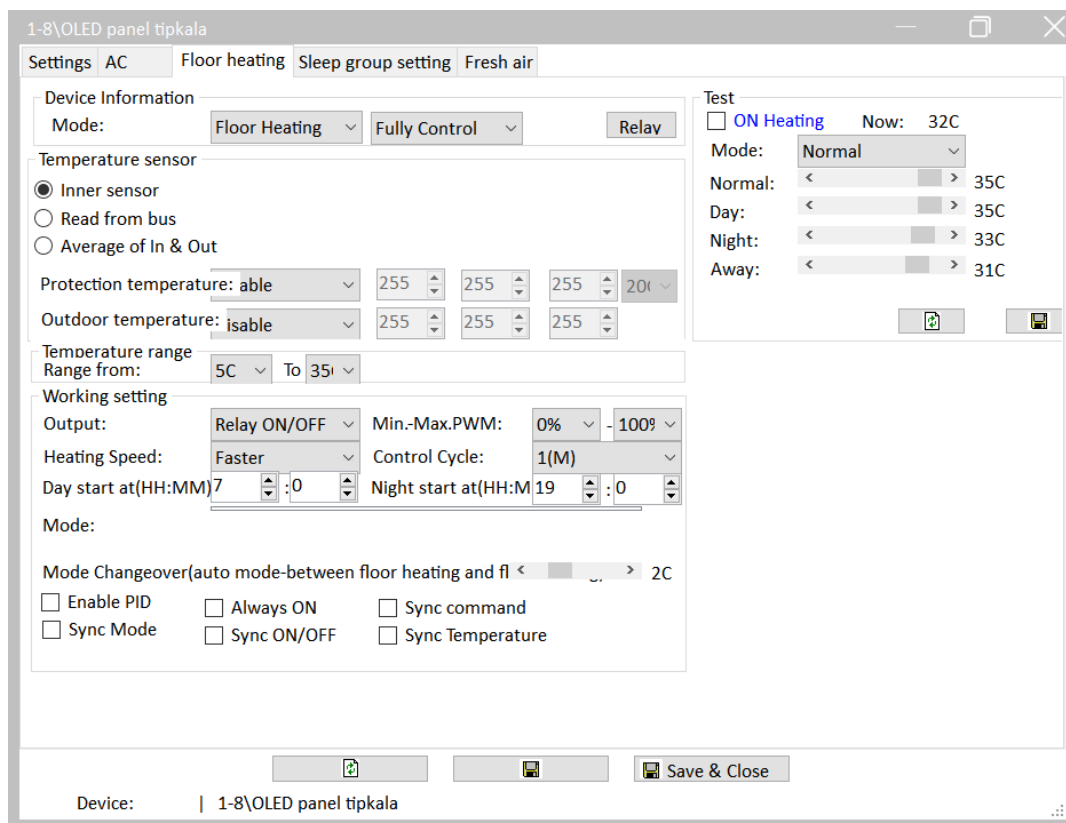 1-8\OLED panel tipkala
Settings AC Floor heating Sleep group setting Fresh air
Device Information
Mode: Floor Heating Fully Control Relay
Temperature sensor
Inner sensor
Read from bus
Average of In & Out
Protection temperature: able 255 255 255 20(
Outdoor temperature: isable 255 255 255
Temperature range
Range from: 5C To 35
Working setting
Output: Relay ON/OFF Min.-Max.PWM: 0% - 100%
Heating Speed: Faster Control Cycle: 1(M)
Day start at(HH:MM) 7 :0 Night start at(HH:M 19 :0
Mode:
Mode Changeover(auto mode-between floor heating and fl 2C
Enable PID Always ON Sync command
Sync Mode Sync ON/OFF Sync Temperature
Test
ON Heating Now: 32C
Mode: Normal
Normal: 35C
Day: 35C
Night: 33C
Away: 31C
Save & Close
Device: | 1-8\OLED panel tipkala